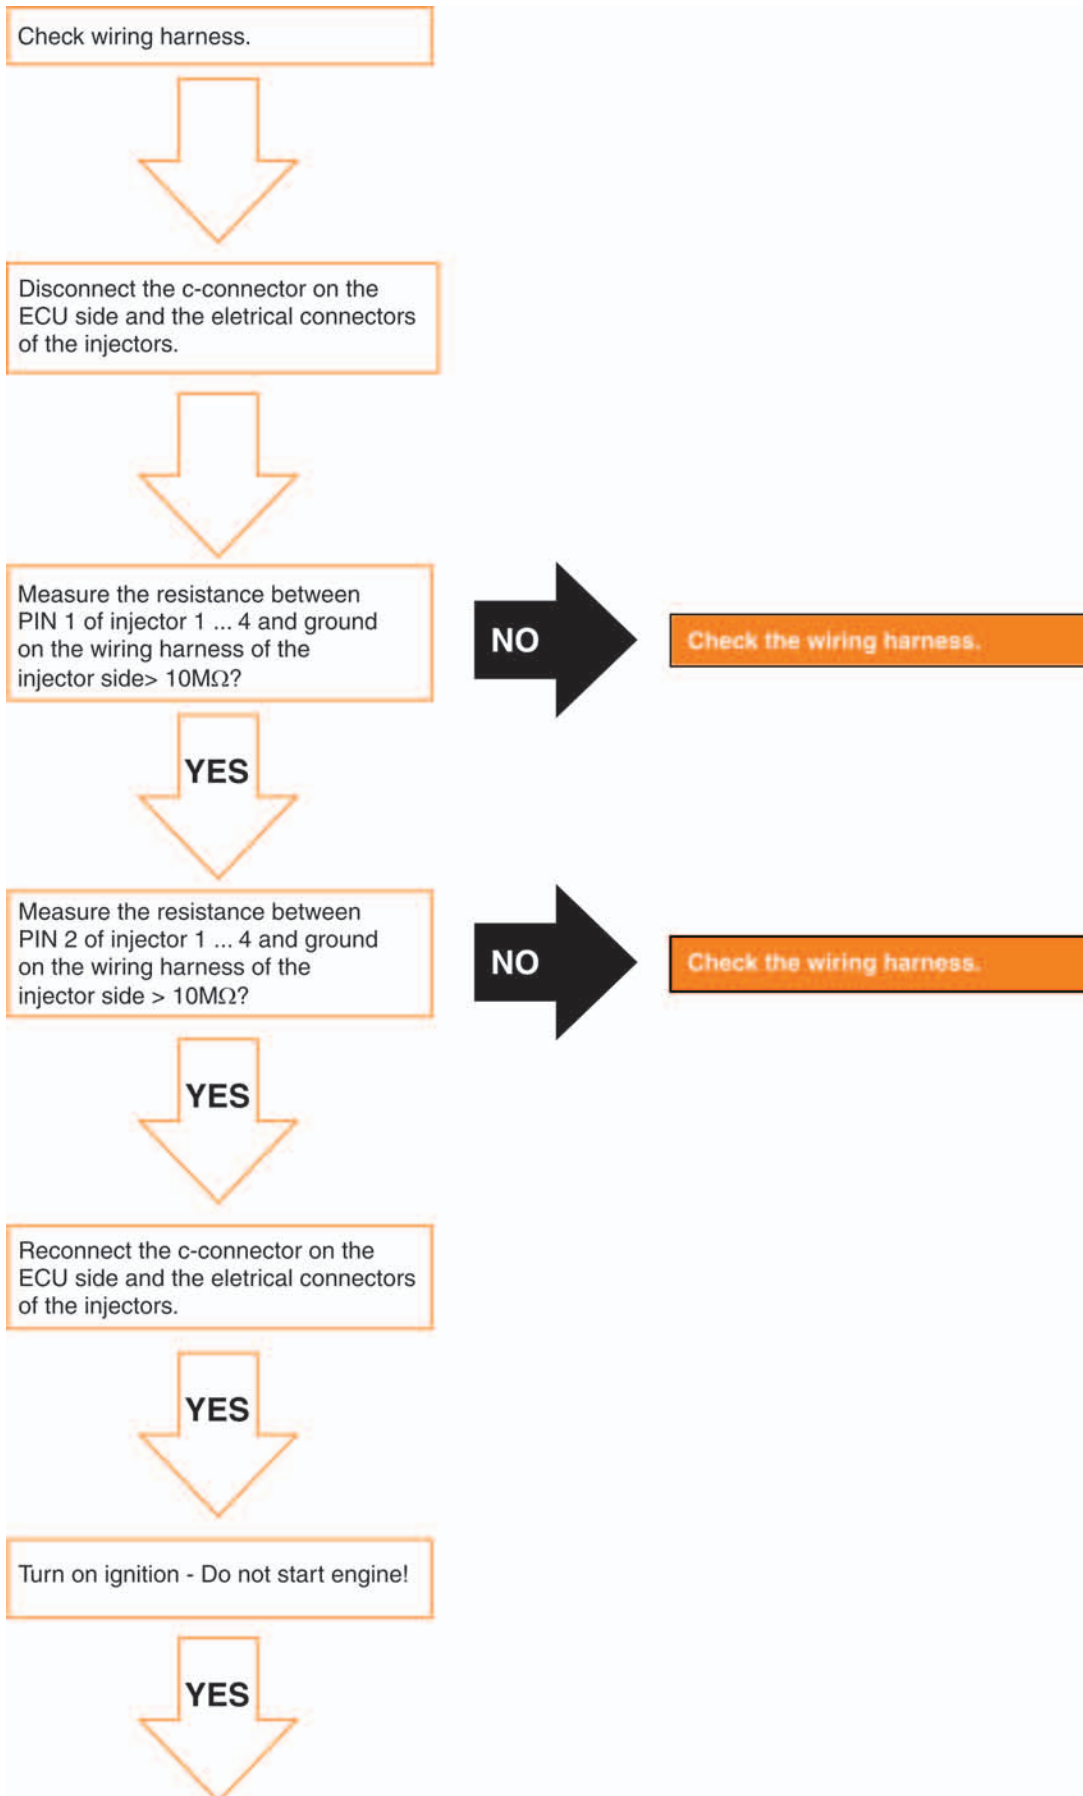 Check wiring harness.
Disconnect the c-connector on the
ECU side and the eletrical connectors
of the injectors.
Measure the resistance between
PIN 1 of injector 1 ... 4 and ground
on the wiring harness of the
injector side> 10MΩ?
NO
Check the wiring harness.
YES
Measure the resistance between
PIN 2 of injector 1 ... 4 and ground
on the wiring harness of the
injector side > 10MΩ?
NO
Check the wiring harness.
YES
Reconnect the c-connector on the
ECU side and the eletrical connectors
of the injectors.
YES
Turn on ignition - Do not start engine!
YES